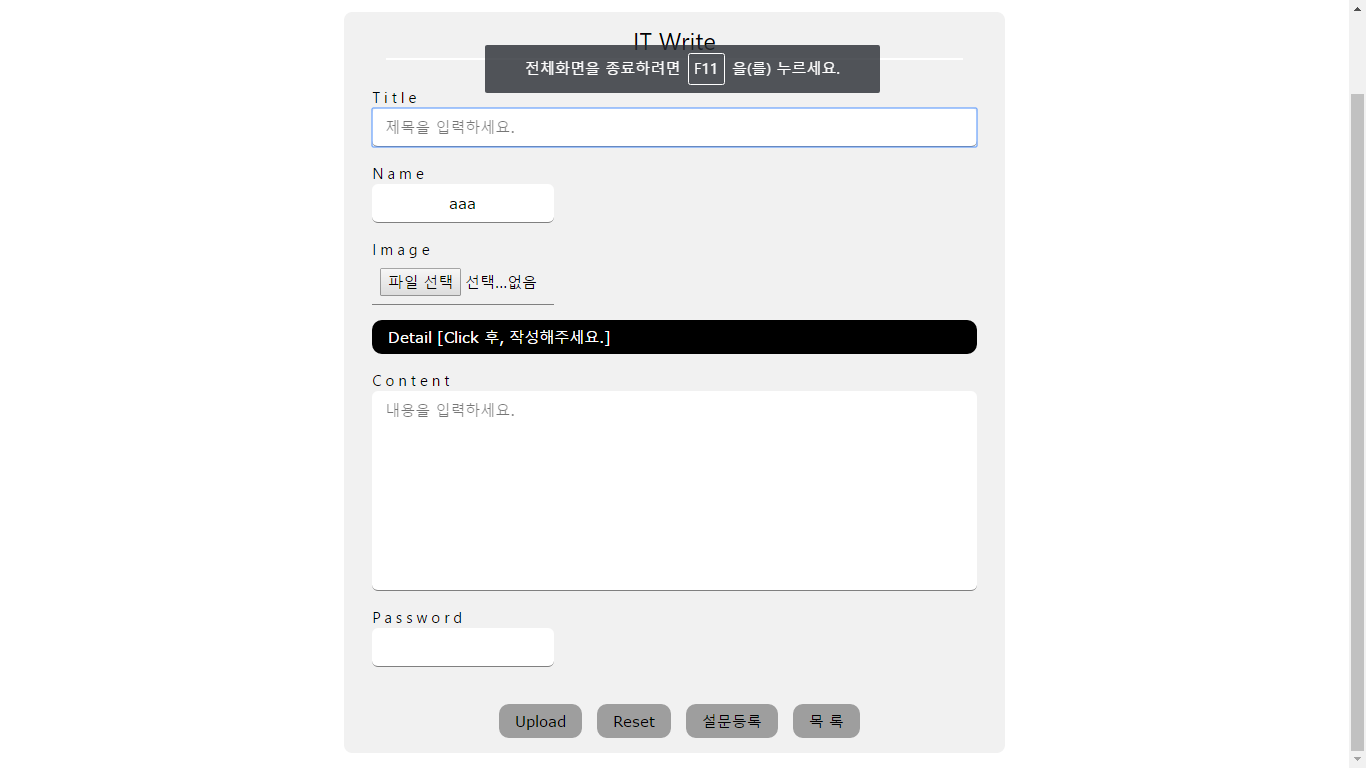 IT Write
전체화면을 종료하려면 F11 을(를) 누르세요.
Title
제목을 입력하세요.
Name
aaa
Image
파일 선택 선택...없음
Detail [Click 후, 작성해주세요.]
Content
내용을 입력하세요.
Password
Upload Reset 설문등록 목 록